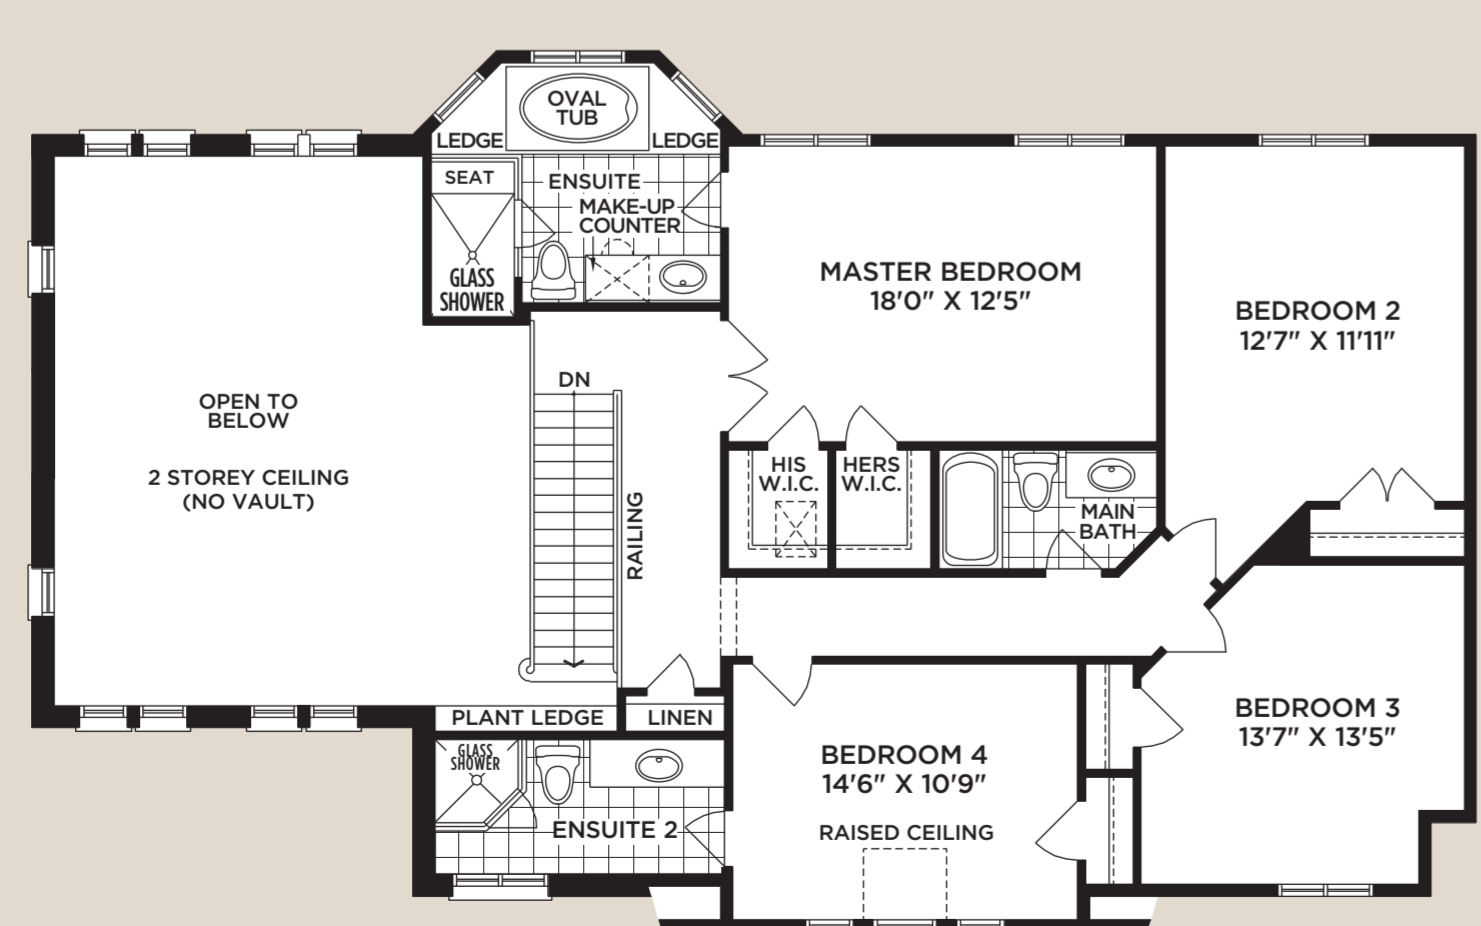 OVAL
TUB
LEDGE
LEDGE
SEAT
ENSUITE
MAKE-UP
COUNTER
GLASS
SHOWER
MASTER BEDROOM
18'0" X 12'5"
BEDROOM 2
12'7" X 11'11"
DN
OPEN TO
BELOW
2 STOREY CEILING
(NO VAULT)
RAILING
HIS
W.I.C.
HERS
W.I.C.
MAIN
BATH
PLANT LEDGE
LINEN
GLASS
SHOWER
ENSUITE 2
BEDROOM 4
14'6" X 10'9"
RAISED CEILING
BEDROOM 3
13'7" X 13'5"